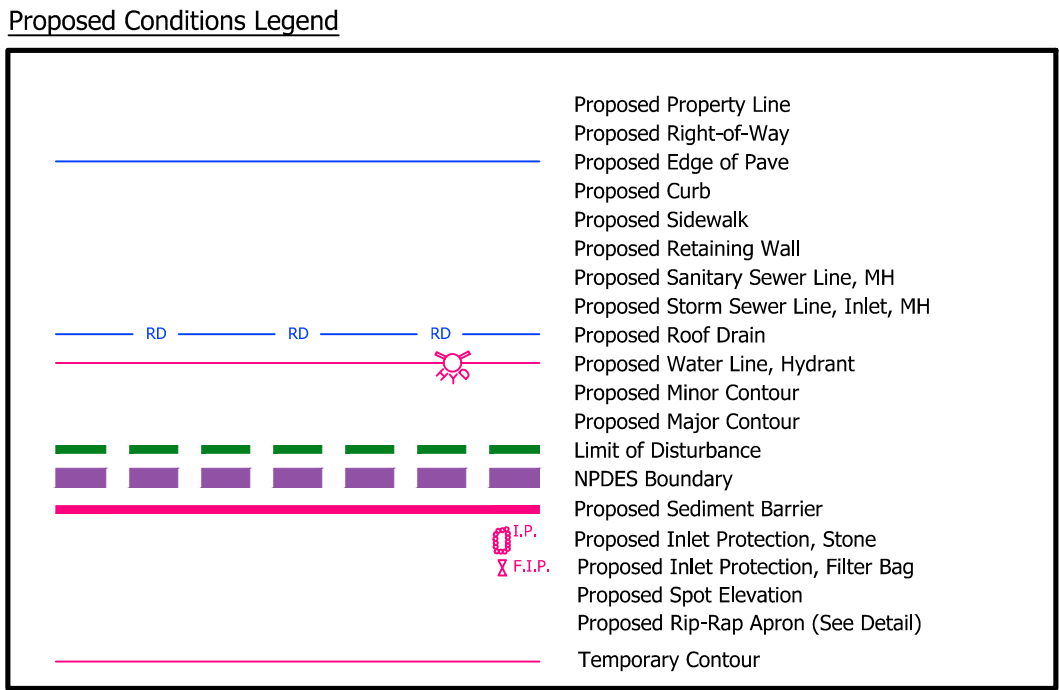 Proposed Conditions Legend
Proposed Property Line
Proposed Right-of-Way
Proposed Edge of Pave
Proposed Curb
Proposed Sidewalk
Proposed Retaining Wall
Proposed Sanitary Sewer Line, MH
Proposed Storm Sewer Line, Inlet, MH
RD RD RD Proposed Roof Drain
Proposed Water Line, Hydrant
HYD
Proposed Minor Contour
Proposed Major Contour
Limit of Disturbance
NPDES Boundary
Proposed Sediment Barrier
I.P. Proposed Inlet Protection, Stone
F.I.P. Proposed Inlet Protection, Filter Bag
Proposed Spot Elevation
Proposed Rip-Rap Apron (See Detail)
Temporary Contour